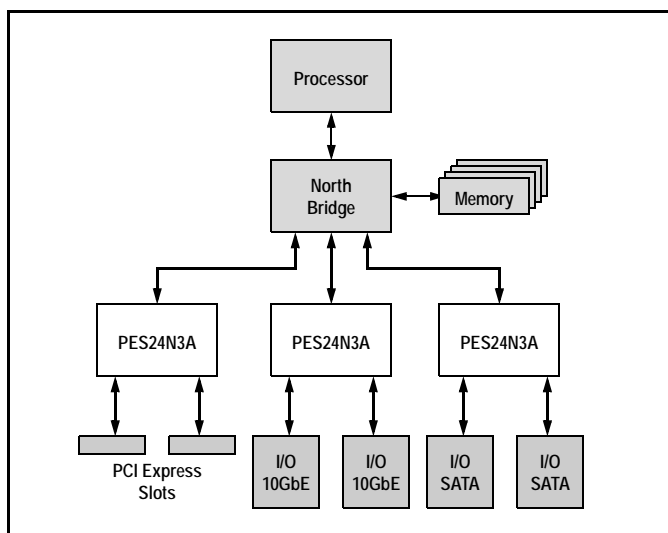 Processor
North
Bridge
Memory
PES24N3A
PES24N3A
PES24N3A
PCI Express
Slots
I/O
10GbE
I/O
10GbE
I/O
SATA
I/O
SATA